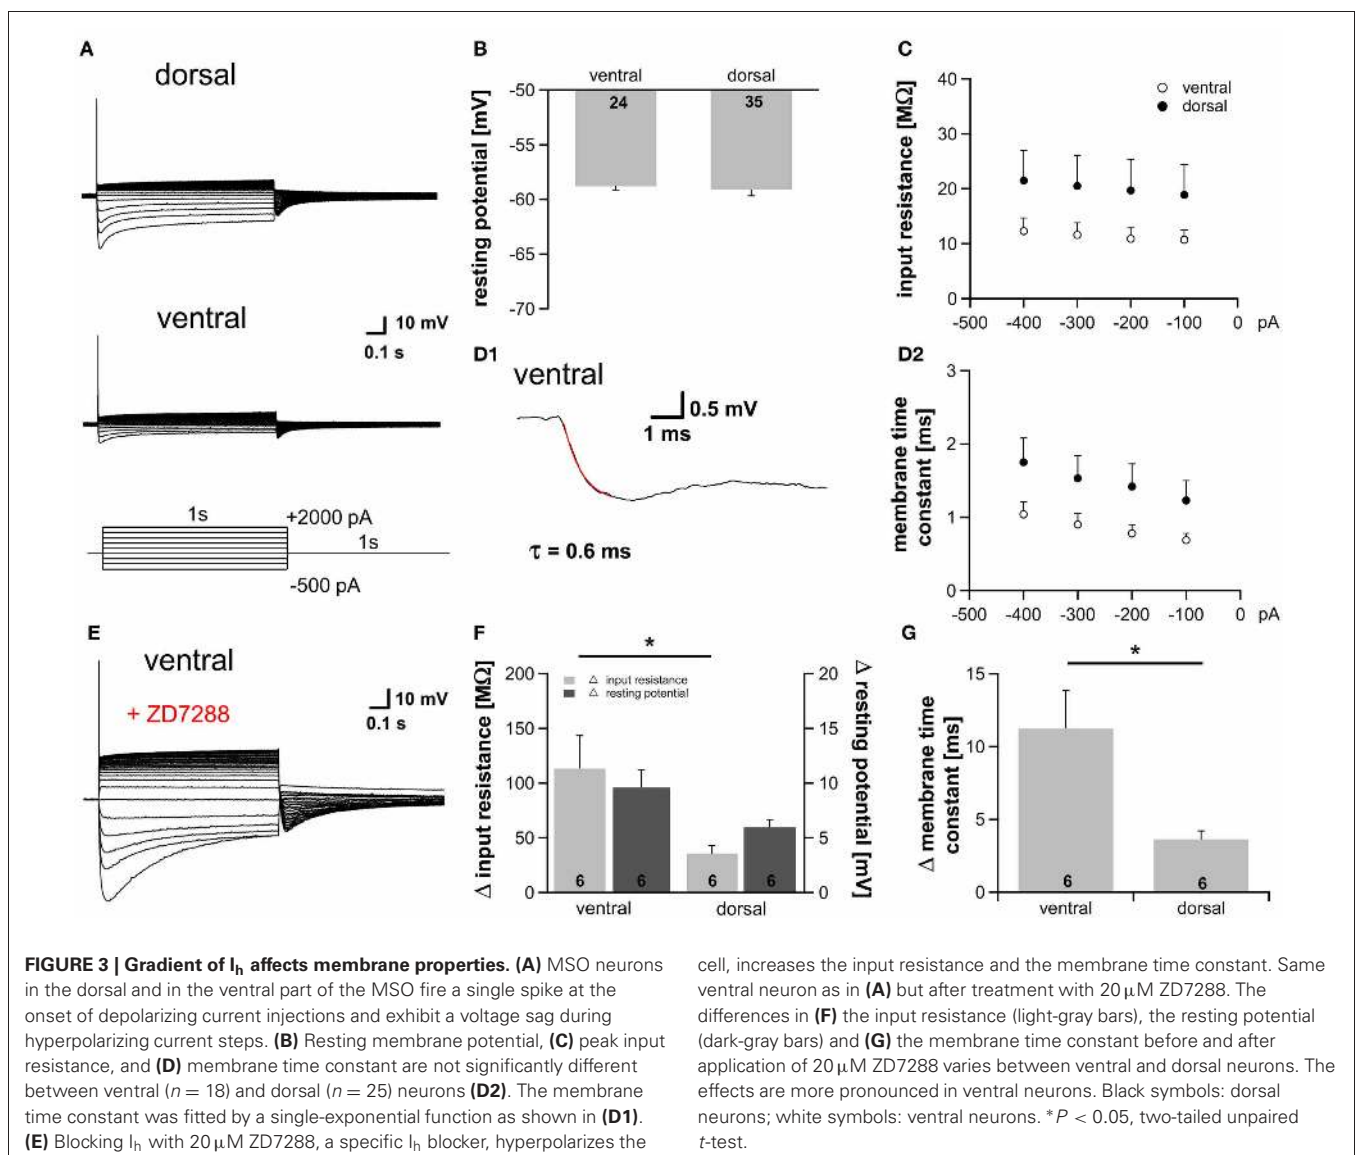 A
dorsal
ventral
10 mV
0.1 s
1s
+2000 pA
1s
-500 pA
B
ventral
dorsal
24
35
resting potential [mV]
-50
-55
-60
-65
-70
C
ventral
dorsal
input resistance [MΩ]
40
30
20
10
0
-500 -400 -300 -200 -100 0 pA
D1
ventral
0.5 mV
1 ms
τ = 0.6 ms
D2
membrane time
constant [ms]
3
2
1
0
-500 -400 -300 -200 -100 0 pA
E
ventral
+ ZD7288
10 mV
0.1 s
F
*
Δ input resistance
Δ resting potential
Δ input resistance [MΩ]
200
150
100
50
0
Δ resting potential [mV]
20
15
10
5
0
6 6 6 6
ventral dorsal
G
*
Δ membrane time
constant [ms]
15
10
5
0
6 6
ventral dorsal
FIGURE 3 | Gradient of Ih affects membrane properties. (A) MSO neurons
in the dorsal and in the ventral part of the MSO fire a single spike at the
onset of depolarizing current injections and exhibit a voltage sag during
hyperpolarizing current steps. (B) Resting membrane potential, (C) peak input
resistance, and (D) membrane time constant are not significantly different
between ventral (n = 18) and dorsal (n = 25) neurons (D2). The membrane
time constant was fitted by a single-exponential function as shown in (D1).
(E) Blocking Ih with 20 μM ZD7288, a specific Ih blocker, hyperpolarizes the
cell, increases the input resistance and the membrane time constant. Same
ventral neuron as in (A) but after treatment with 20 μM ZD7288. The
differences in (F) the input resistance (light-gray bars), the resting potential
(dark-gray bars) and (G) the membrane time constant before and after
application of 20 μM ZD7288 varies between ventral and dorsal neurons. The
effects are more pronounced in ventral neurons. Black symbols: dorsal
neurons; white symbols: ventral neurons. *P < 0.05, two-tailed unpaired
t-test.